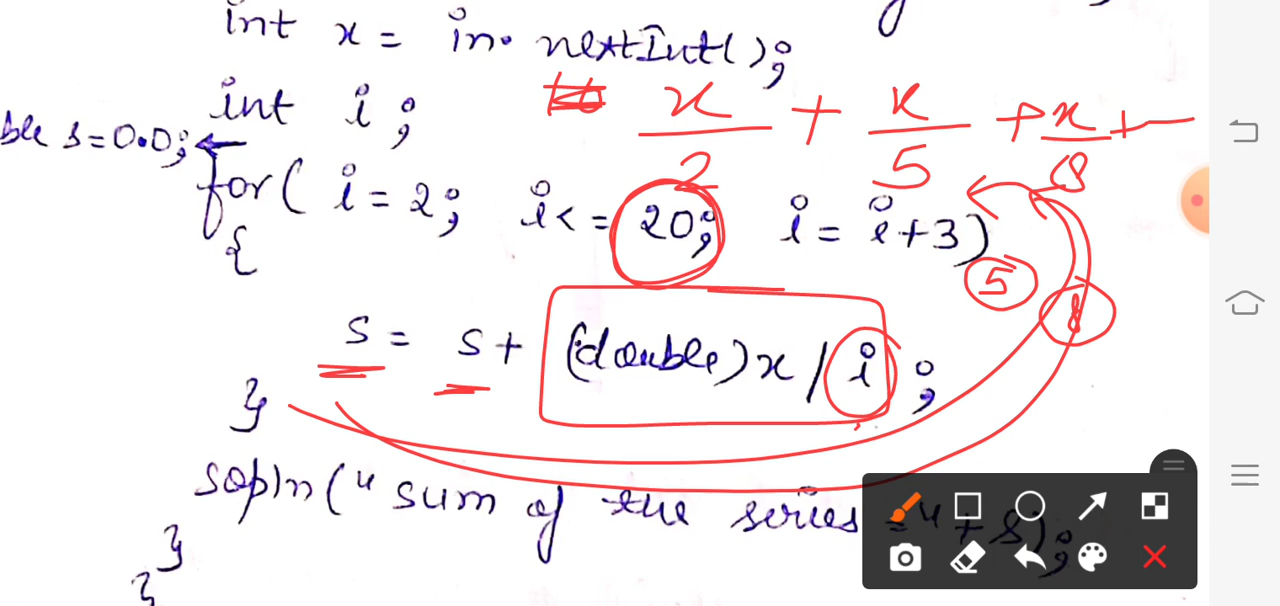 int x = in. nextInt();
int i ;
x/2 + x/5 + x/8 + —
ble s=0.0;
for( i = 2; i <= 20; i = i+3)
{
5
8
s = s + (double)x / i ;
}
sopln (" sum of the series =" + s);
}
}